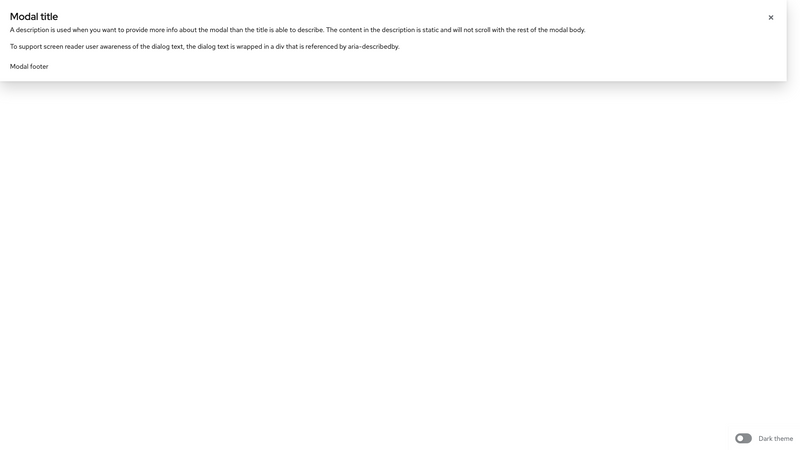 Modal title
A description is used when you want to provide more info about the modal than the title is able to describe. The content in the description is static and will not scroll with the rest of the modal body.
To support screen reader user awareness of the dialog text, the dialog text is wrapped in a div that is referenced by aria-describedby.
Modal footer
Dark theme